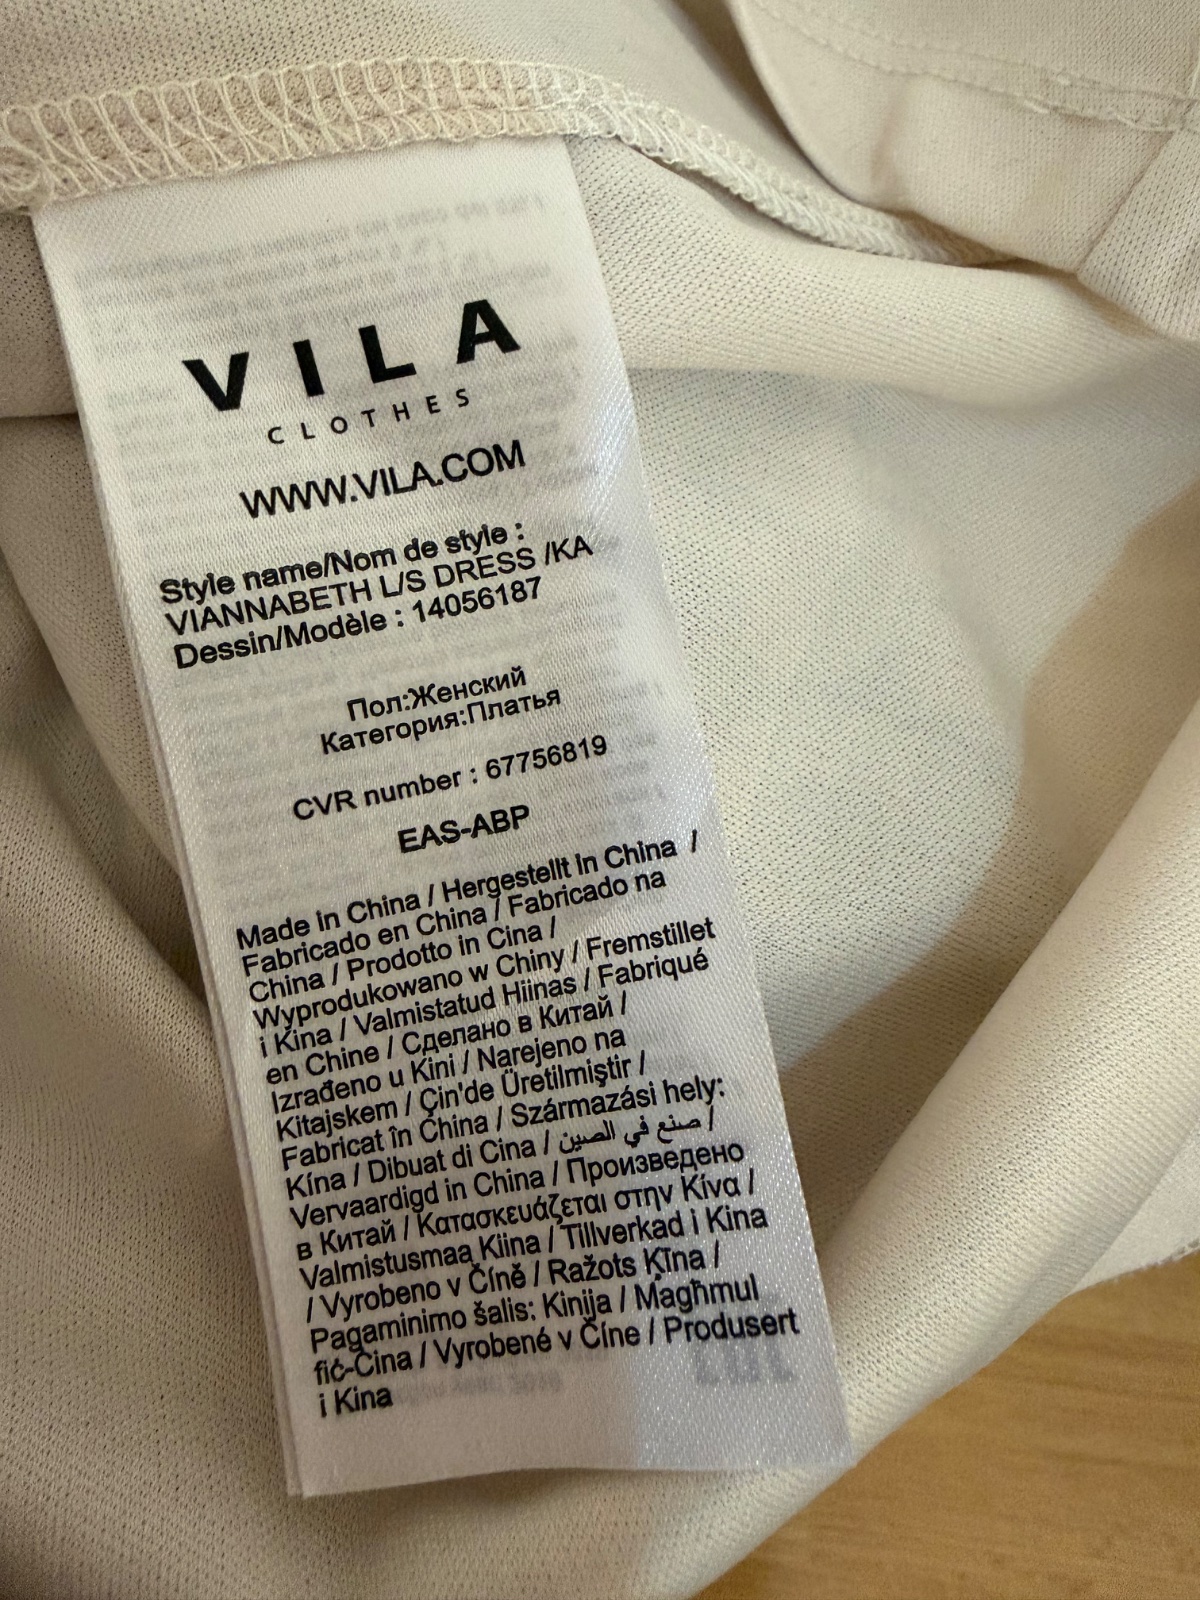 VILA
CLOTHES
WWW.VILA.COM
Style name/Nom de style :
VIANNABETH L/S DRESS /KA
Dessin/Modèle : 14056187
Пол:Женский
Категория:Платья
CVR number : 67756819
EAS-ABP
Made in China / Hergestellt in China /
Fabricado en China / Fabricado na
China / Prodotto in Cina /
Wyprodukowano w Chiny / Fremstillet
i Kina / Valmistatud Hiinas / Fabriqué
en Chine / Сделано в Китай /
Izrađeno u Kini / Narejeno na
Kitajskem / Çin'de Üretilmiştir /
Fabricat în China / Származási hely:
Kína / Dibuat di Cina / صنع في الصين /
Vervaardigd in China / Произведено
в Китай / Κατασκευάζεται στην Κίνα /
Valmistusmaa Kiina / Tillverkad i Kina
/ Vyrobeno v Číně / Ražots Ķīna /
Pagaminimo šalis: Kinija / Magħmul
fiċ-Ċina / Vyrobené v Číne / Produsert
i Kina